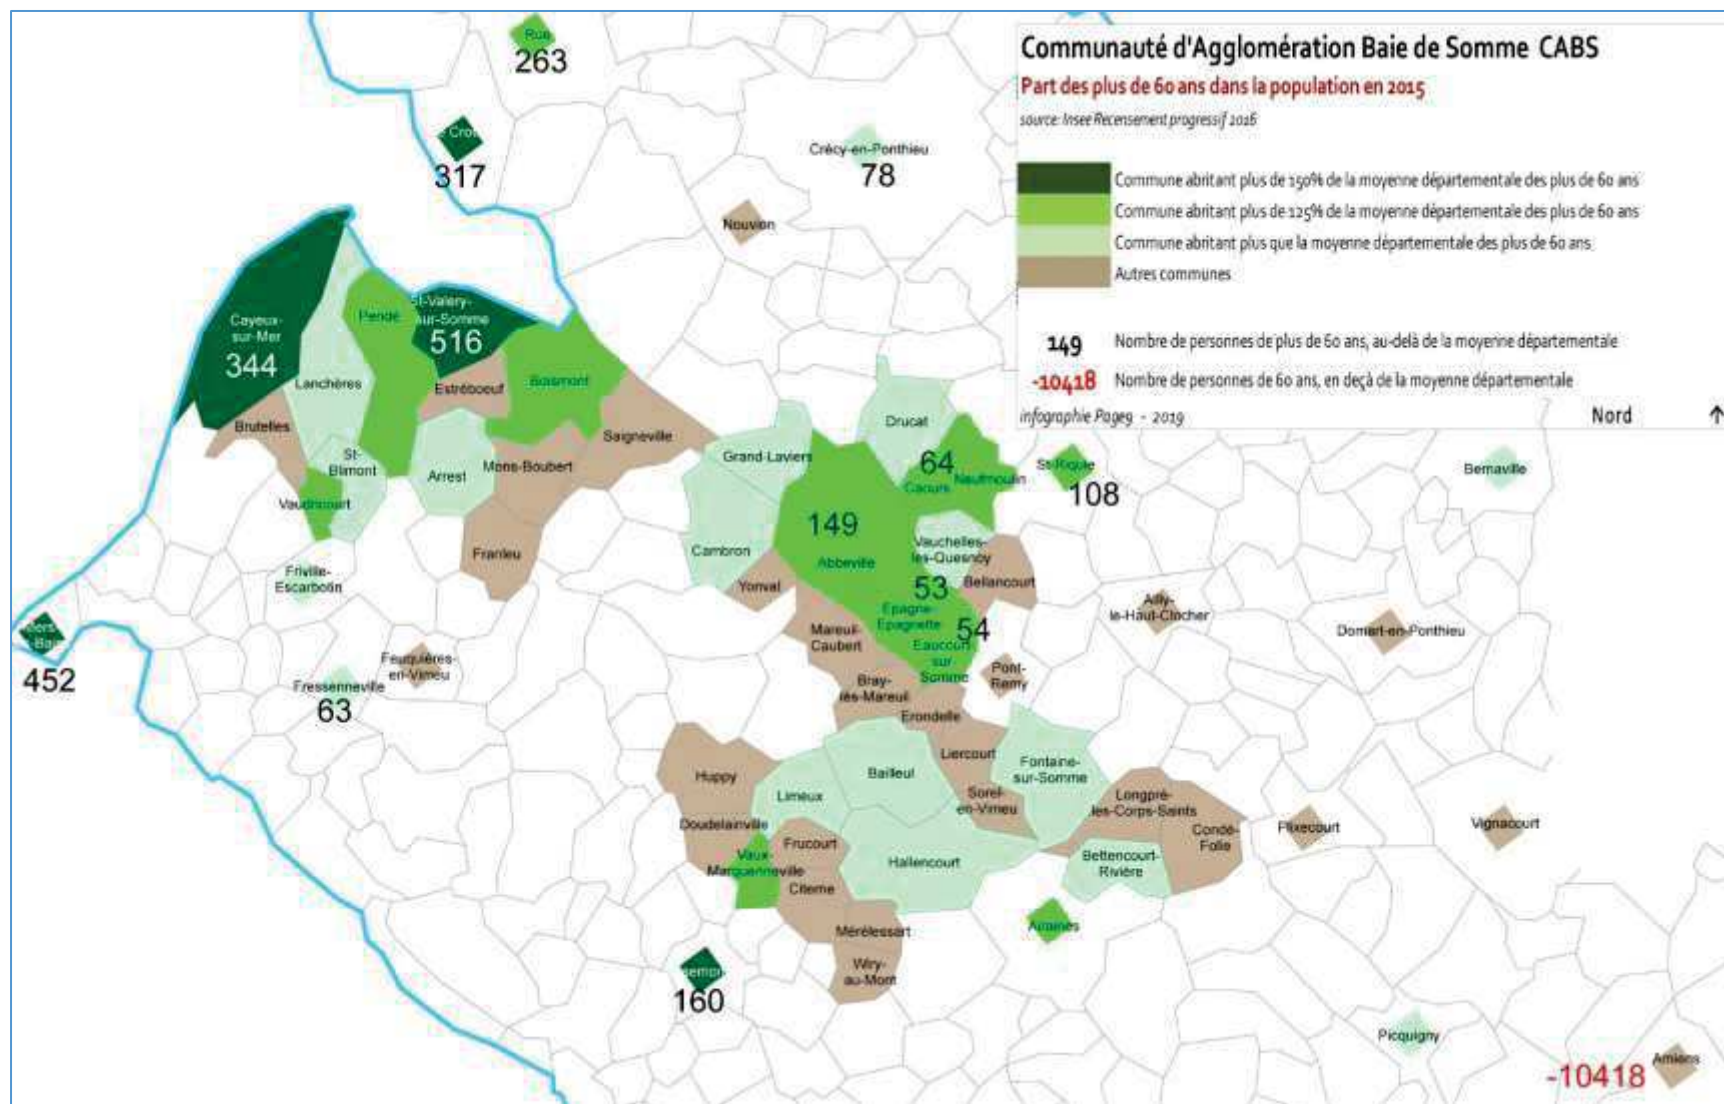 Communauté d'Agglomération Baie de Somme CABS
Part des plus de 60 ans dans la population en 2015
source: Insee Recensement progressif 2016
Commune abritant plus de 150% de la moyenne départementale des plus de 60 ans
Commune abritant plus de 125% de la moyenne départementale des plus de 60 ans
Commune abritant plus que la moyenne départementale des plus de 60 ans
Autres communes
149 Nombre de personnes de plus de 60 ans, au-delà de la moyenne départementale
-10418 Nombre de personnes de 60 ans, en deçà de la moyenne départementale
infographie Page9 - 2019
Nord
Rue
263
317
Crécy-en-Ponthieu
78
Nouvion
Cayeux-
sur-Mer
344
Pendé
St-Valery-
sur-Somme
516
Lanchères
Estrébœuf
Boismont
Brutelles
Saigneville
St-
Blimont
Arrest
Mons-Boubert
Vaudricourt
Franleu
Friville-
Escarbotin
452
Feuquières-
en-Vimeu
Fressenneville
63
Drucat
Grand-Laviers
64
Caours
Neufmoulin
St-Riquie
108
Bernaville
149
Abbeville
Cambron
Vauchelles-
les-Quesnoy
Yonval
53
Bellancourt
Epagne-
Epagnette
54
Mareuil-
Caubert
Eaucourt
sur-
Somme
Pont-
Remy
Ailly-
le-Haut-Clocher
Domart-en-Ponthieu
Bray-
lès-Mareuil
Erondelle
Liercourt
Fontaine-
sur-Somme
Huppy
Bailleul
Limeux
Sorel-
en-Vimeu
Longpré-
les-Corps-Saints
Condé-
Folie
Flixecourt
Vignacourt
Doudelainville
Frucourt
Vaux-
Marquenneville
Hallencourt
Bettencourt-
Rivière
Citerne
Airaines
Mérélessart
Wiry-
au-Mont
160
Picquigny
Amiens
-10418